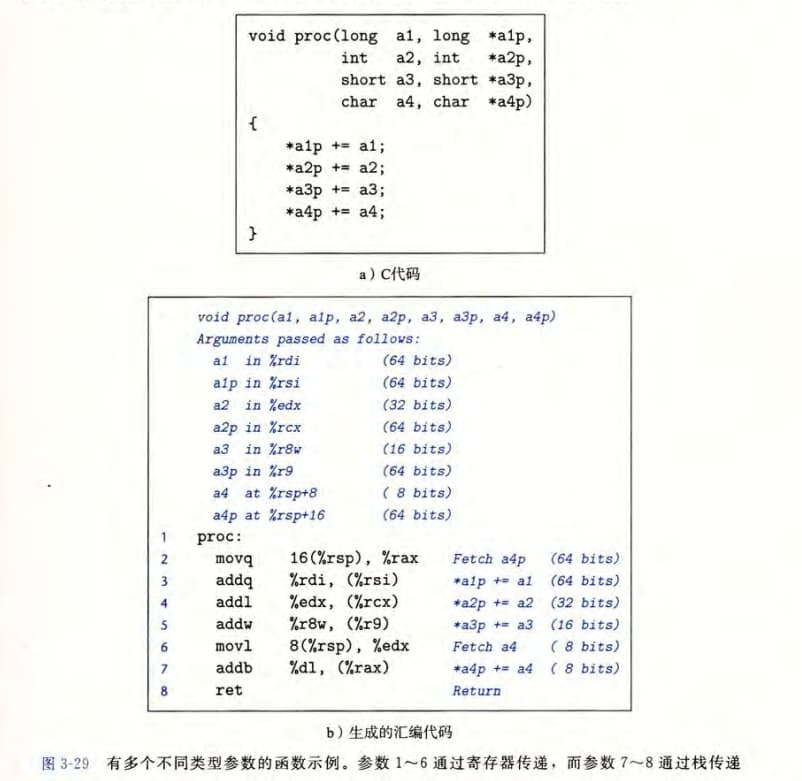 void proc(long  a1, long  *a1p,
          int   a2, int   *a2p,
          short a3, short *a3p,
          char  a4, char  *a4p)
{
    *a1p += a1;
    *a2p += a2;
    *a3p += a3;
    *a4p += a4;
}
a）C代码
void proc(a1, a1p, a2, a2p, a3, a3p, a4, a4p)
Arguments passed as follows:
a1  in %rdi        (64 bits)
a1p in %rsi        (64 bits)
a2  in %edx        (32 bits)
a2p in %rcx        (64 bits)
a3  in %r8w        (16 bits)
a3p in %r9         (64 bits)
a4  at %rsp+8      ( 8 bits)
a4p at %rsp+16     (64 bits)
1 proc:
2   movq    16(%rsp), %rax    Fetch a4p   (64 bits)
3   addq    %rdi, (%rsi)      *a1p += a1  (64 bits)
4   addl    %edx, (%rcx)      *a2p += a2  (32 bits)
5   addw    %r8w, (%r9)       *a3p += a3  (16 bits)
6   movl    8(%rsp), %edx     Fetch a4    ( 8 bits)
7   addb    %dl, (%rax)       *a4p += a4  ( 8 bits)
8   ret                       Return
b）生成的汇编代码
图 3-29 有多个不同类型参数的函数示例。参数 1～6 通过寄存器传递，而参数 7～8 通过栈传递